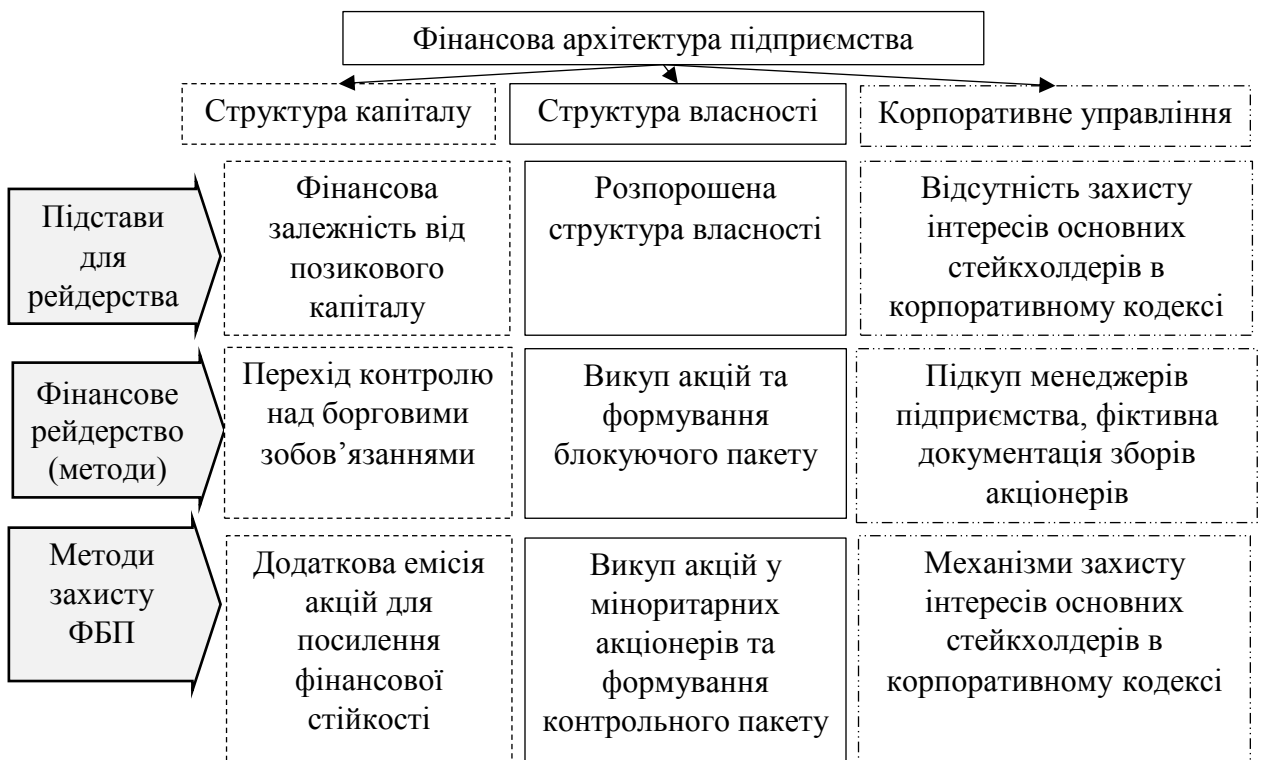 Фінансова архітектура підприємства
Структура капіталу
Структура власності
Корпоративне управління
Підстави
для
рейдерства
Фінансова
залежність від
позикового
капіталу
Розпорошена
структура власності
Відсутність захисту
інтересів основних
стейкхолдерів в
корпоративному кодексі
Фінансове
рейдерство
(методи)
Перехід контролю
над борговими
зобов’язаннями
Викуп акцій та
формування
блокуючого пакету
Підкуп менеджерів
підприємства, фіктивна
документація зборів
акціонерів
Методи
захисту
ФБП
Додаткова емісія
акцій для
посилення
фінансової
стійкості
Викуп акцій у
міноритарних
акціонерів та
формування
контрольного пакету
Механізми захисту
інтересів основних
стейкхолдерів в
корпоративному кодексі